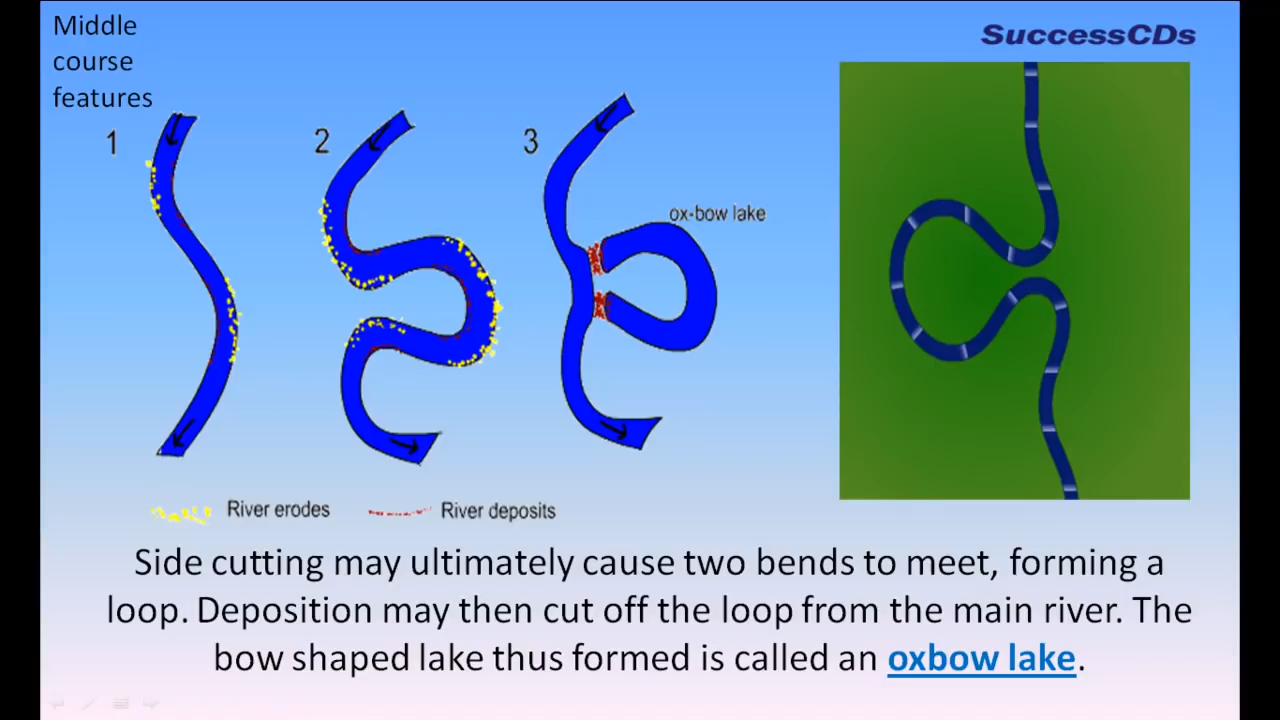 Middle
course
features
SuccessCDs
1
2
3
ox-bow lake
River erodes
River deposits
Side cutting may ultimately cause two bends to meet, forming a
loop. Deposition may then cut off the loop from the main river. The
bow shaped lake thus formed is called an oxbow lake.